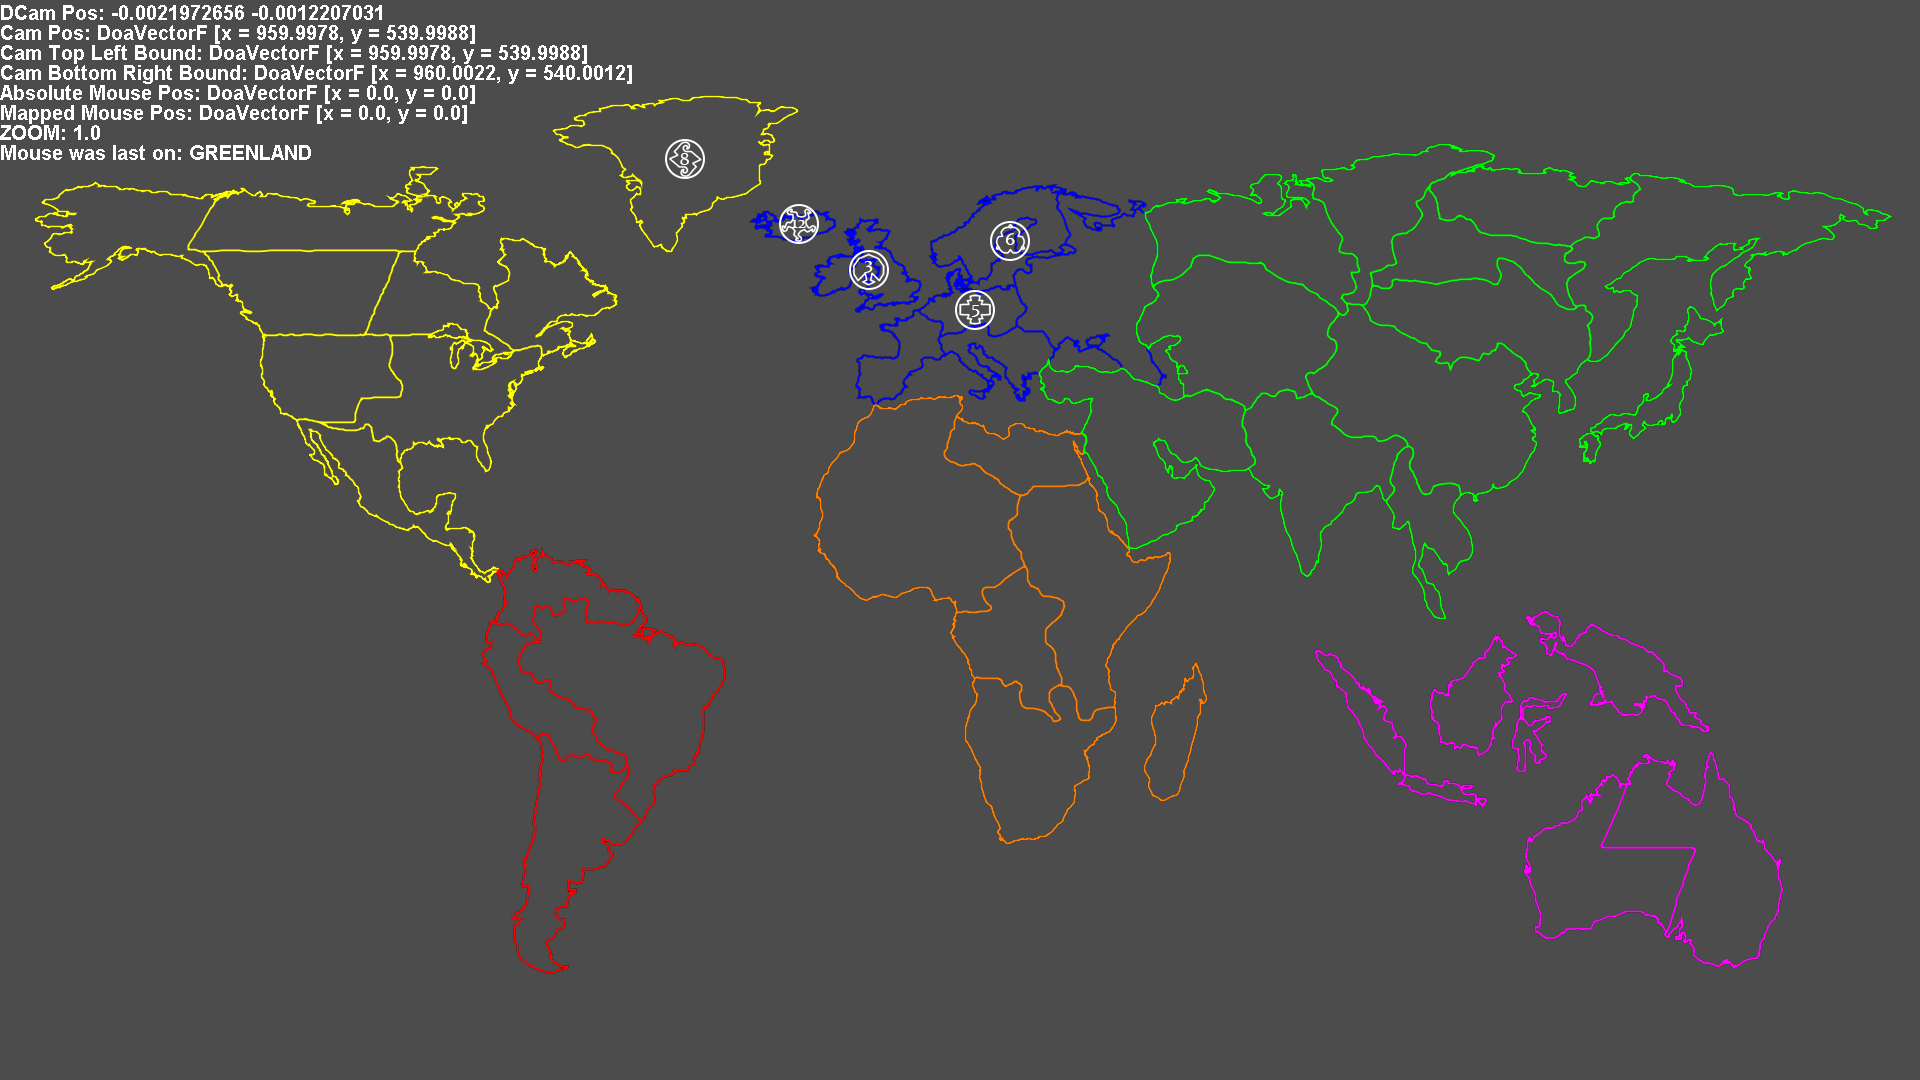 DCam Pos: -0.0021972656 -0.0012207031
Cam Pos: DoaVectorF [x = 959.9978, y = 539.9988]
Cam Top Left Bound: DoaVectorF [x = 959.9978, y = 539.9988]
Cam Bottom Right Bound: DoaVectorF [x = 960.0022, y = 540.0012]
Absolute Mouse Pos: DoaVectorF [x = 0.0, y = 0.0]
Mapped Mouse Pos: DoaVectorF [x = 0.0, y = 0.0]
ZOOM: 1.0
Mouse was last on: GREENLAND
8
12
6
3
5